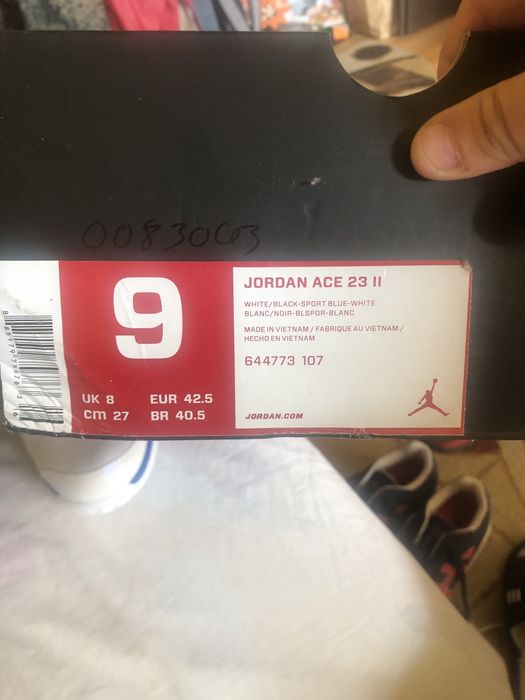 9
UK 8 EUR 42.5
cm 27 BR 40.5
JORDAN ACE 23 II
WHITE/BLACK-SPORT BLUE-WHITE
BLANC/NOIR-BLSPOR-BLANC
MADE IN VIETNAM / FABRIQUE AU VIETNAM /
HECHO EN VIETNAM
644773 107
JORDAN.COM